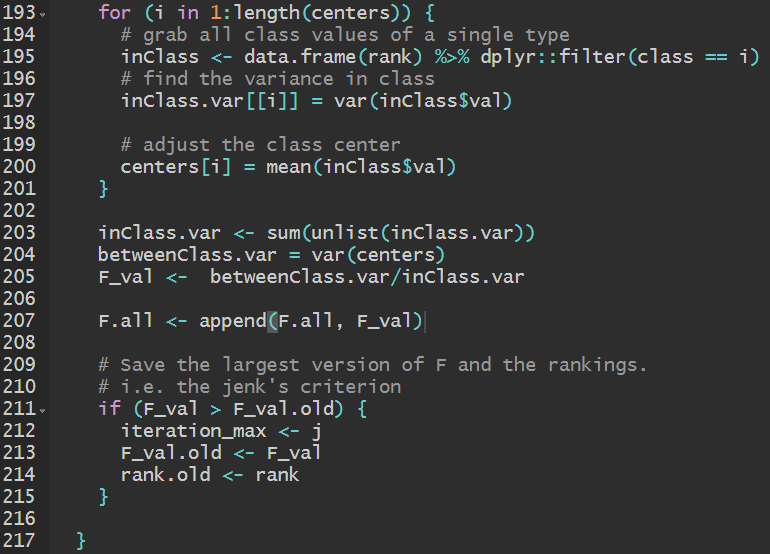 193 for (i in 1:length(centers)) {
194 # grab all class values of a single type
195 inClass <- data.frame(rank) %>% dplyr::filter(class == i)
196 # find the variance in class
197 inClass.var[[i]] = var(inClass$val)
198
199 # adjust the class center
200 centers[i] = mean(inClass$val)
201 }
202
203 inClass.var <- sum(unlist(inClass.var))
204 betweenClass.var = var(centers)
205 F_val <-  betweenClass.var/inClass.var
206
207 F.all <- append(F.all, F_val)
208
209 # Save the largest version of F and the rankings.
210 # i.e. the jenk's criterion
211 if (F_val > F_val.old) {
212 iteration_max <- j
213 F_val.old <- F_val
214 rank.old <- rank
215 }
216
217 }